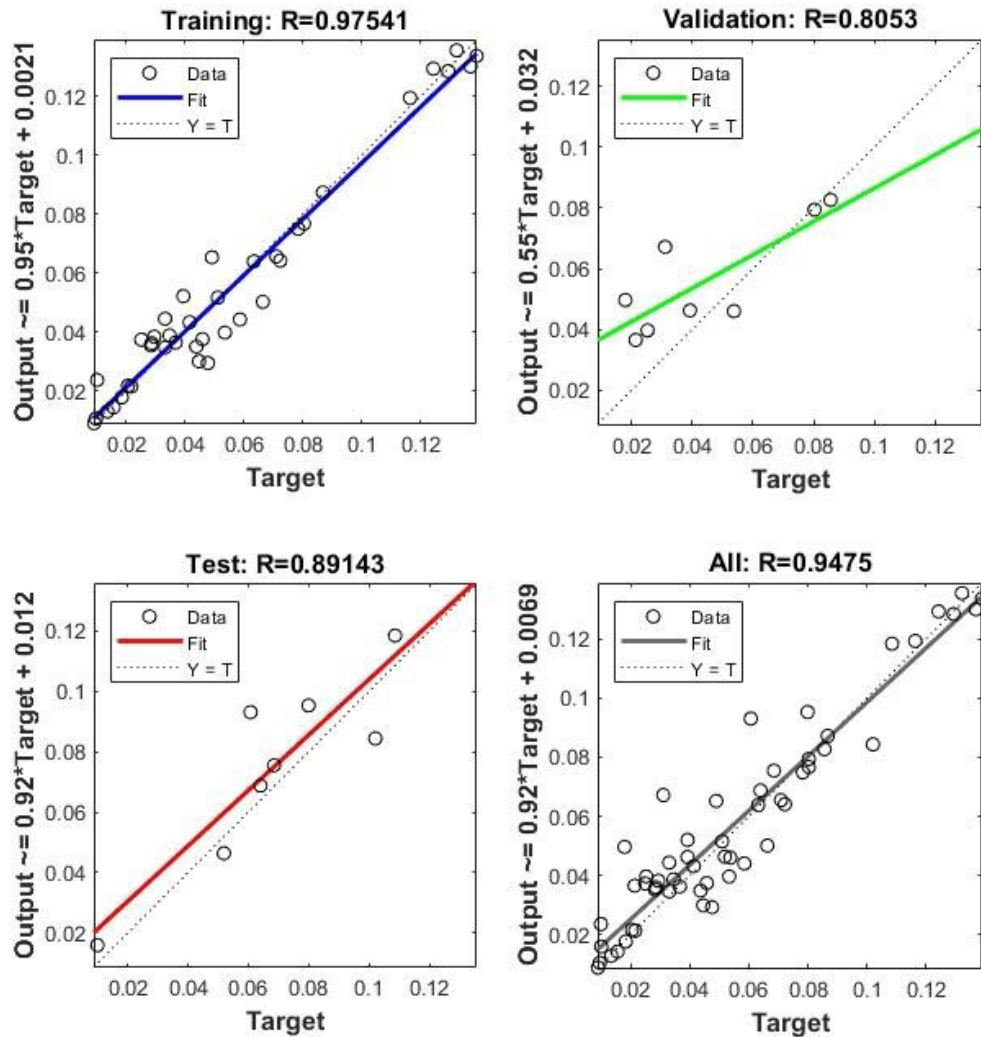 Training: R=0.97541
Output ~= 0.95*Target + 0.0021
Data
Fit
Y = T
0.12
0.1
0.08
0.06
0.04
0.02
0.02 0.04 0.06 0.08 0.1 0.12
Target
Validation: R=0.8053
Output ~= 0.55*Target + 0.032
Data
Fit
Y = T
0.12
0.1
0.08
0.06
0.04
0.02
0.02 0.04 0.06 0.08 0.1 0.12
Target
Test: R=0.89143
Output ~= 0.92*Target + 0.012
Data
Fit
Y = T
0.12
0.1
0.08
0.06
0.04
0.02
0.02 0.04 0.06 0.08 0.1 0.12
Target
All: R=0.9475
Output ~= 0.92*Target + 0.0069
Data
Fit
Y = T
0.12
0.1
0.08
0.06
0.04
0.02
0.02 0.04 0.06 0.08 0.1 0.12
Target